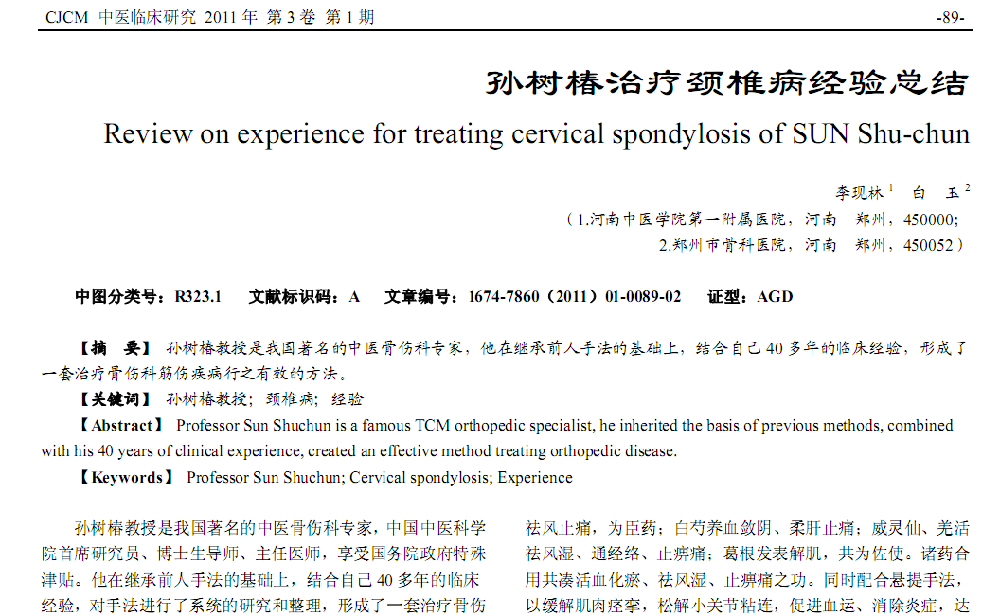 CJCM 中医临床研究 2011 年 第 3 卷 第 1 期 -89-
孙树椿治疗颈椎病经验总结
Review on experience for treating cervical spondylosis of SUN Shu-chun
李现林1 白 玉2
（1.河南中医学院第一附属医院，河南 郑州，450000;
2.郑州市骨科医院，河南 郑州，450052）
中图分类号：R323.1 文献标识码：A 文章编号：1674-7860（2011）01-0089-02 证型：AGD
【摘 要】 孙树椿教授是我国著名的中医骨伤科专家，他在继承前人手法的基础上，结合自己 40 多年的临床经验，形成了
一套治疗骨伤科筋伤疾病行之有效的方法。
【关键词】 孙树椿教授；颈椎病；经验
【Abstract】 Professor Sun Shuchun is a famous TCM orthopedic specialist, he inherited the basis of previous methods, combined
with his 40 years of clinical experience, created an effective method treating orthopedic disease.
【Keywords】 Professor Sun Shuchun; Cervical spondylosis; Experience
孙树椿教授是我国著名的中医骨伤科专家，中国中医科学
院首席研究员、博士生导师、主任医师，享受国务院政府特殊
津贴。他在继承前人手法的基础上，结合自己 40 多年的临床
经验，对手法进行了系统的研究和整理，形成了一套治疗骨伤
祛风止痛，为臣药；白芍养血敛阴、柔肝止痛；威灵仙、羌活
祛风湿、通经络、止痹痛；葛根发表解肌，共为佐使。诸药合
用共凑活血化瘀、祛风湿、止痹痛之功。同时配合悬提手法，
以缓解肌肉痉挛，松解小关节粘连，促进血运、消除炎症，达